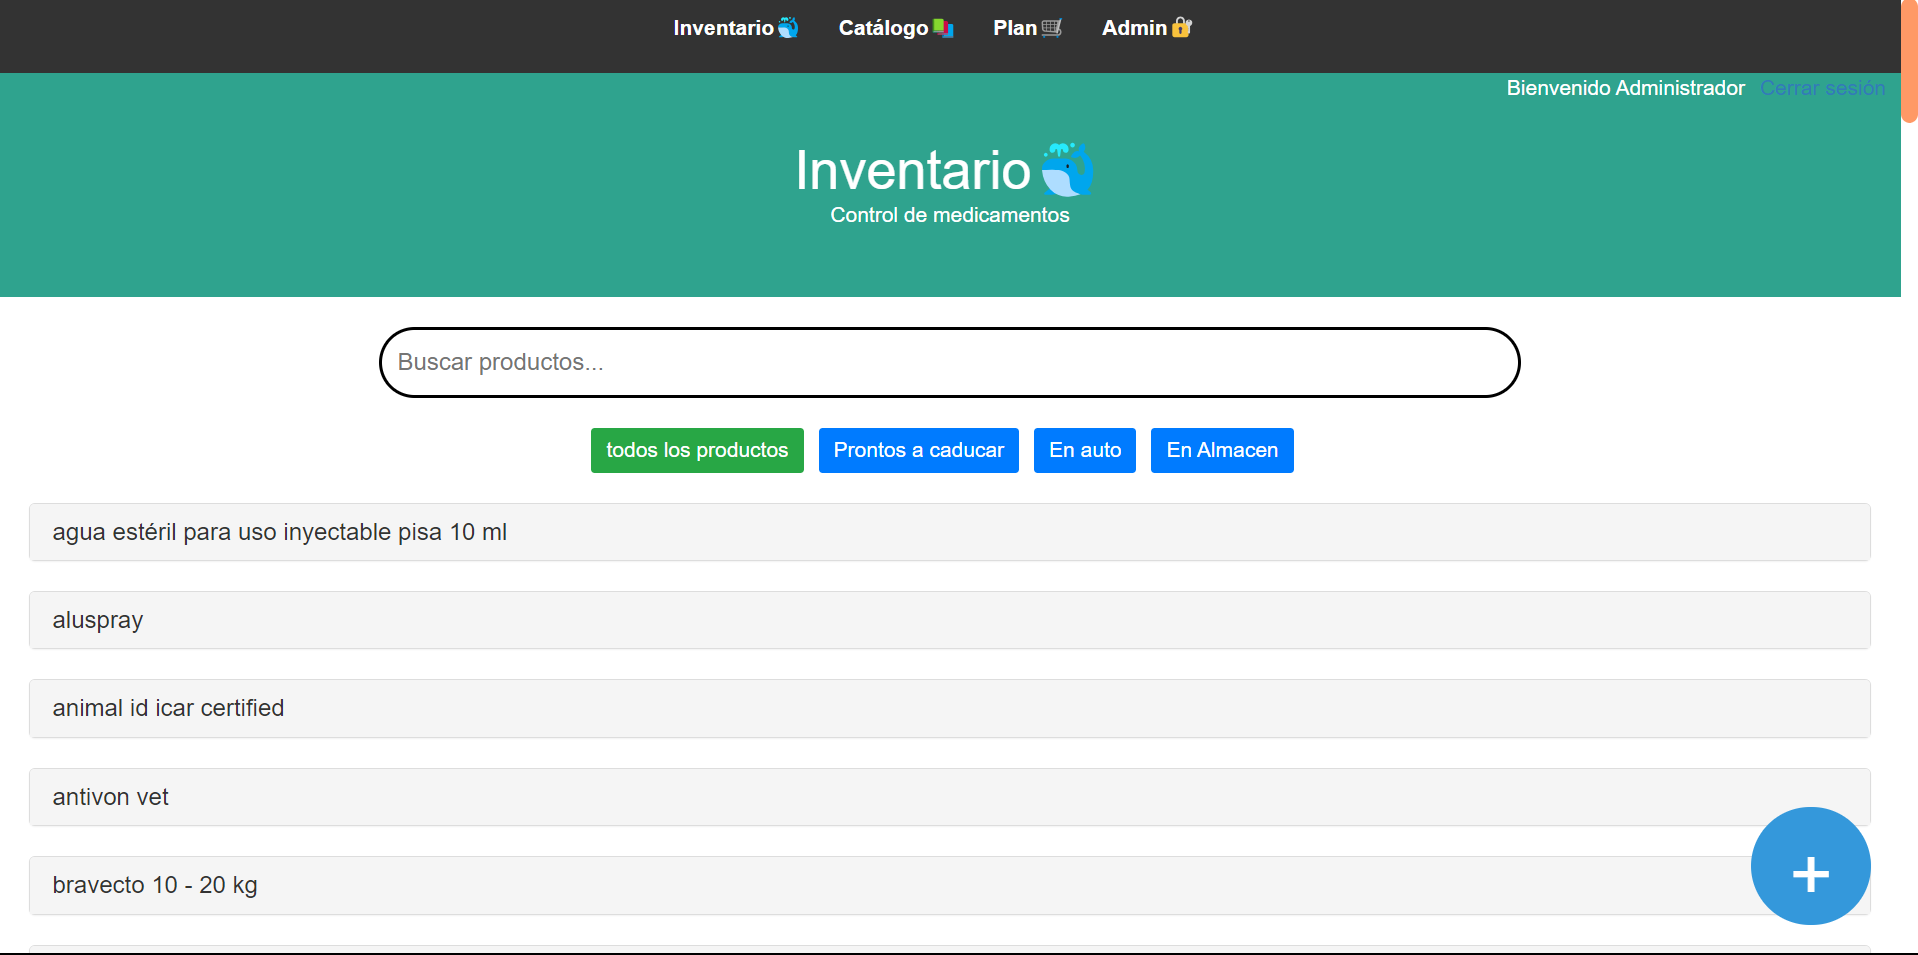 Inventario Catálogo Plan Admin
Bienvenido Administrador Cerrar sesión
Inventario
Control de medicamentos
Buscar productos...
todos los productos Prontos a caducar En auto En Almacen
agua estéril para uso inyectable pisa 10 ml
aluspray
animal id icar certified
antivon vet
bravecto 10 - 20 kg
+